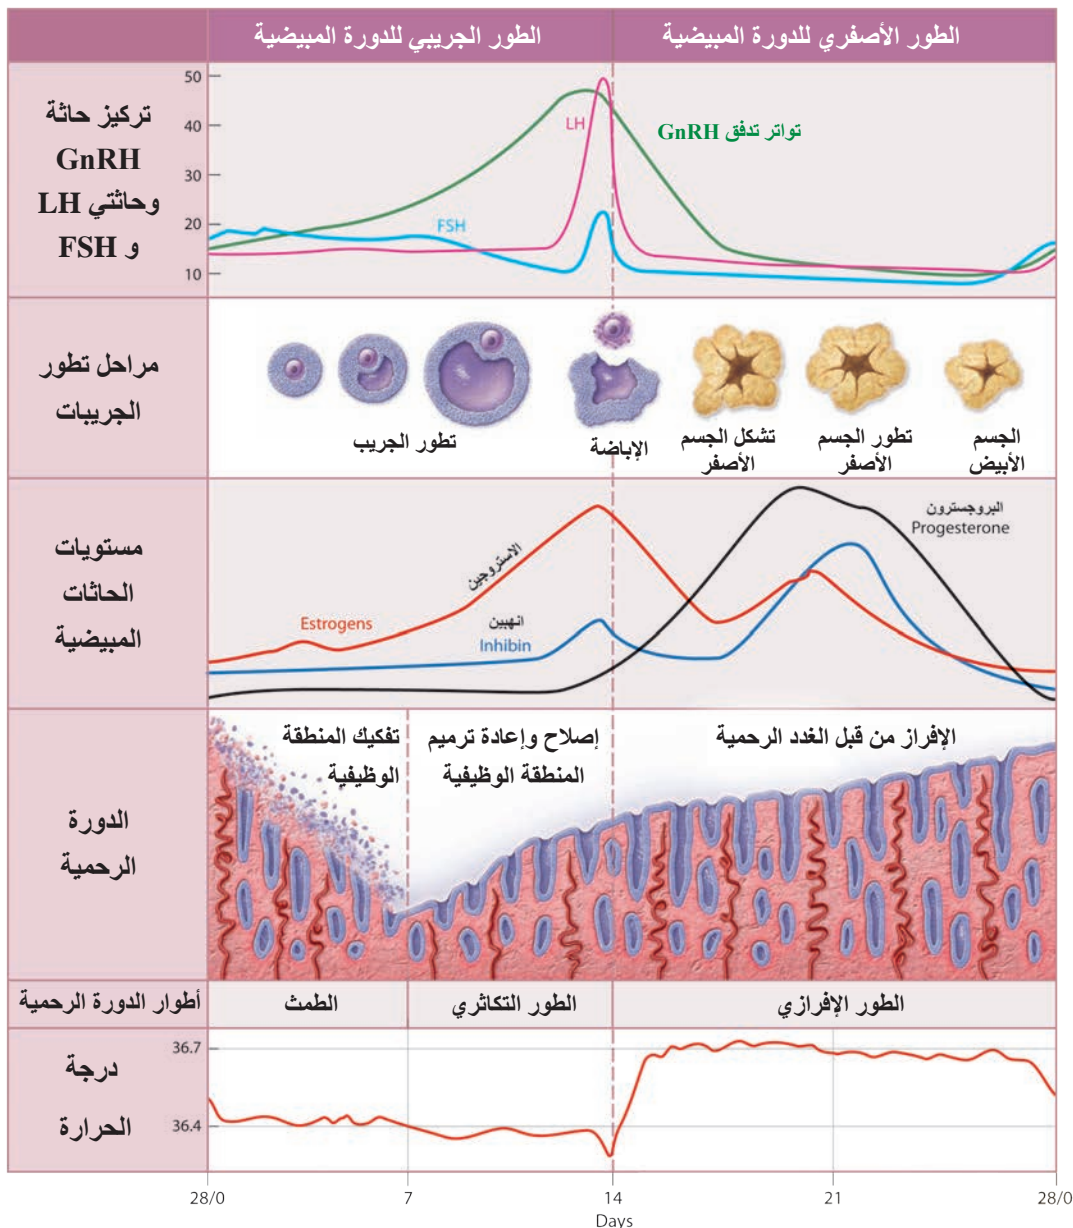 الطور الجريبي للدورة المبيضية
الطور الأصفري للدورة المبيضية
تركيز حاثة
GnRH
وحاثتي LH
و FSH
50
40
30
20
10
LH
FSH
تواتر تدفق GnRH
مراحل تطور
الجريبات
تطور الجريب
الإباضة
تشكل الجسم
الأصفر
تطور الجسم
الأصفر
الجسم
الأبيض
مستويات
الحاثات
المبيضية
Estrogens
الاستروجين
انهبين
Inhibin
البروجسترون
Progesterone
الدورة
الرحمية
تفكيك المنطقة
الوظيفية
إصلاح وإعادة ترميم
المنطقة الوظيفية
الإفراز من قبل الغدد الرحمية
أطوار الدورة الرحمية
الطمث
الطور التكاثري
الطور الإفرازي
درجة
الحرارة
36.7
36.4
28/0
7
14
21
28/0
Days